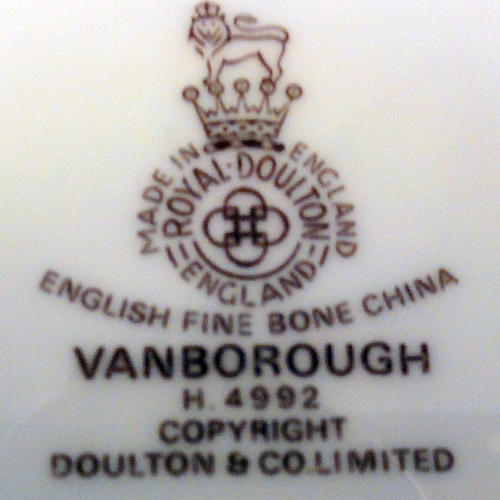 MADE IN ENGLAND
ROYAL·DOULTON
ENGLAND
ENGLISH FINE BONE CHINA
VANBOROUGH
H. 4992
COPYRIGHT
DOULTON & CO.LIMITED